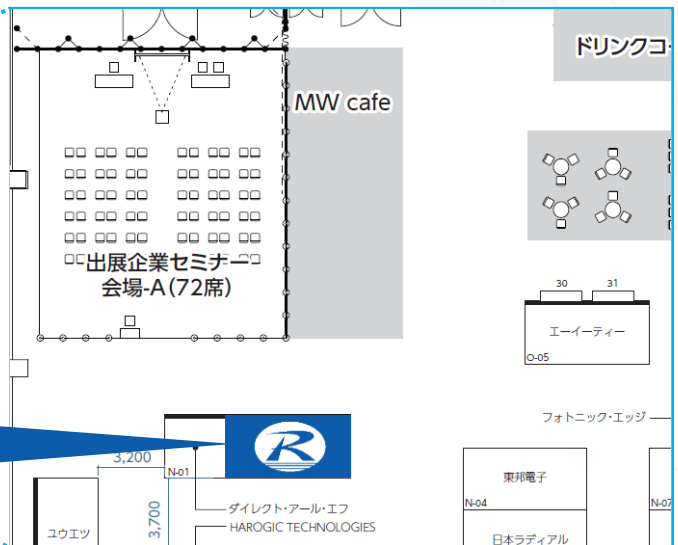 ドリンクコー
MW cafe
出展企業セミナー
会場-A（72席）
30
31
エーイーティー
O-05
フォトニック・エッジ
3,200
N-01
R
東邦電子
N-04
N-07
ダイレクト・アール・エフ
HAROGIC TECHNOLOGIES
3,700
ユウエツ
日本ラディアル